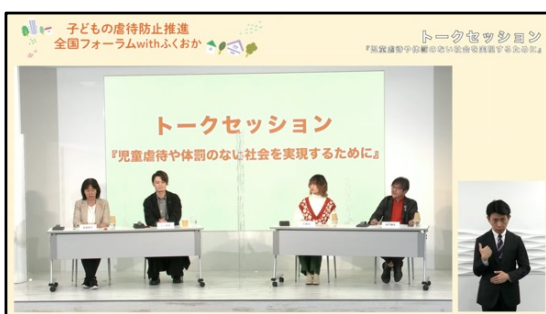 子どもの虐待防止推進
全国フォーラムwithふくおか
トークセッション
『児童虐待や体罰のない社会を実現するために』
トークセッション
『児童虐待や体罰のない社会を実現するために』